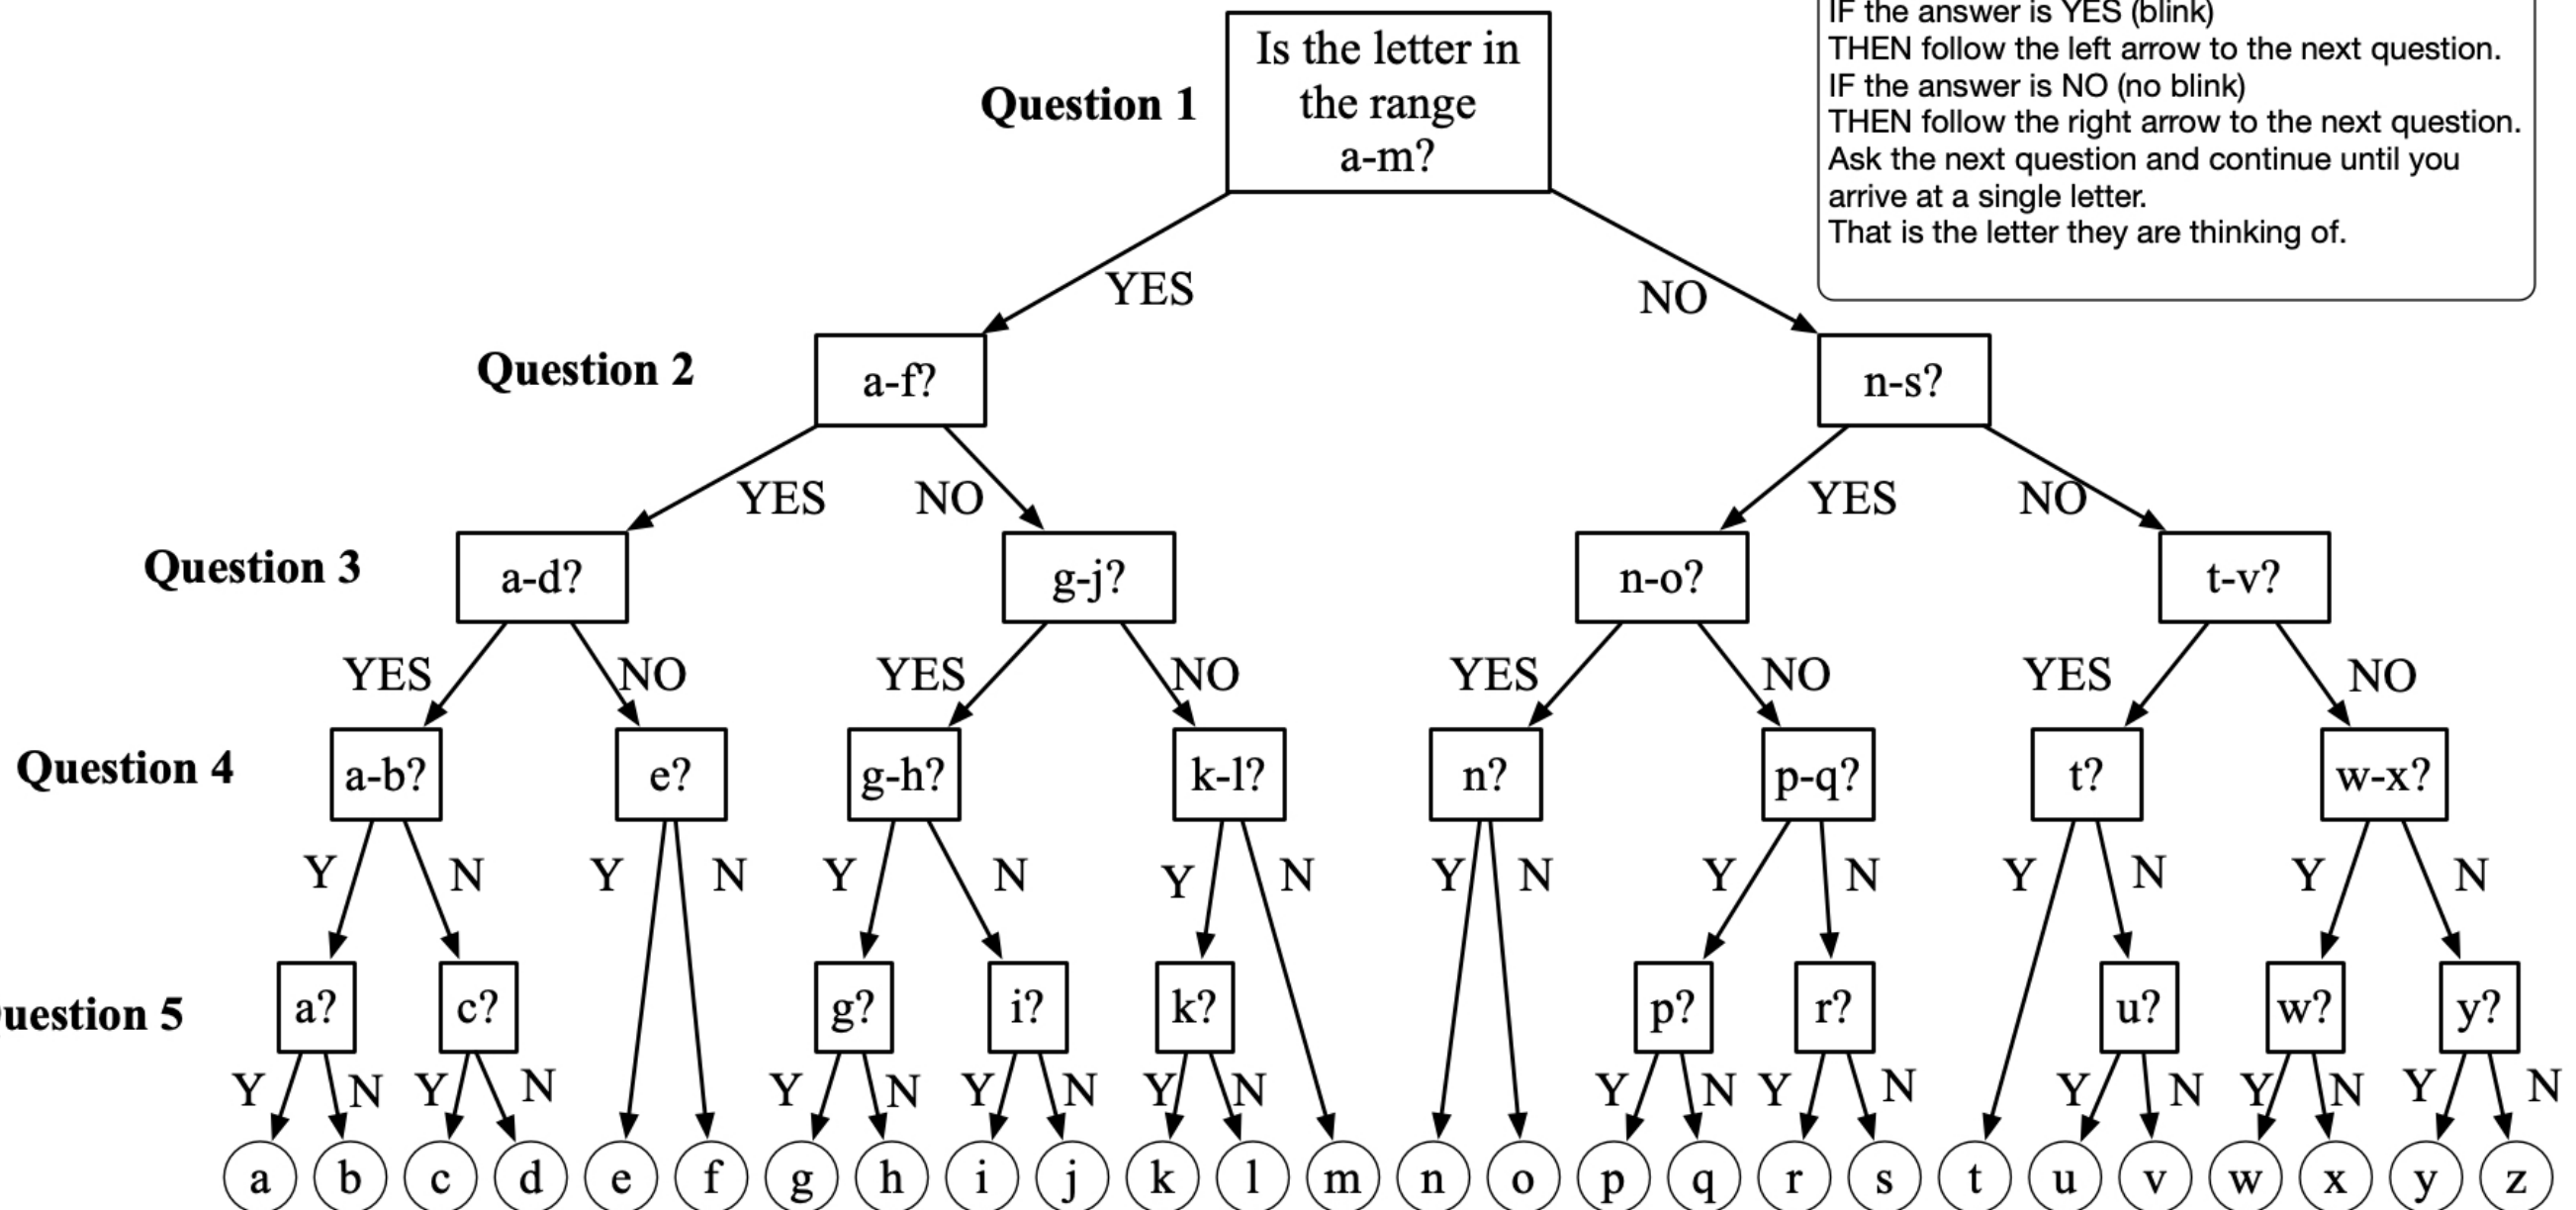 IF the answer is YES (blink)
THEN follow the left arrow to the next question.
IF the answer is NO (no blink)
THEN follow the right arrow to the next question.
Ask the next question and continue until you
arrive at a single letter.
That is the letter they are thinking of.
Question 1
Is the letter in
the range
a-m?
YES NO
Question 2
a-f? n-s?
YES NO YES NO
Question 3
a-d? g-j? n-o? t-v?
YES NO YES NO YES NO YES NO
Question 4
a-b? e? g-h? k-l? n? p-q? t? w-x?
Y N Y N Y N Y N Y N Y N Y N Y N
uestion 5
a? c? g? i? k? p? r? u? w? y?
Y N Y N Y N Y N Y N Y N Y N Y N Y N Y N
a b c d e f g h i j k l m n o p q r s t u v w x y z